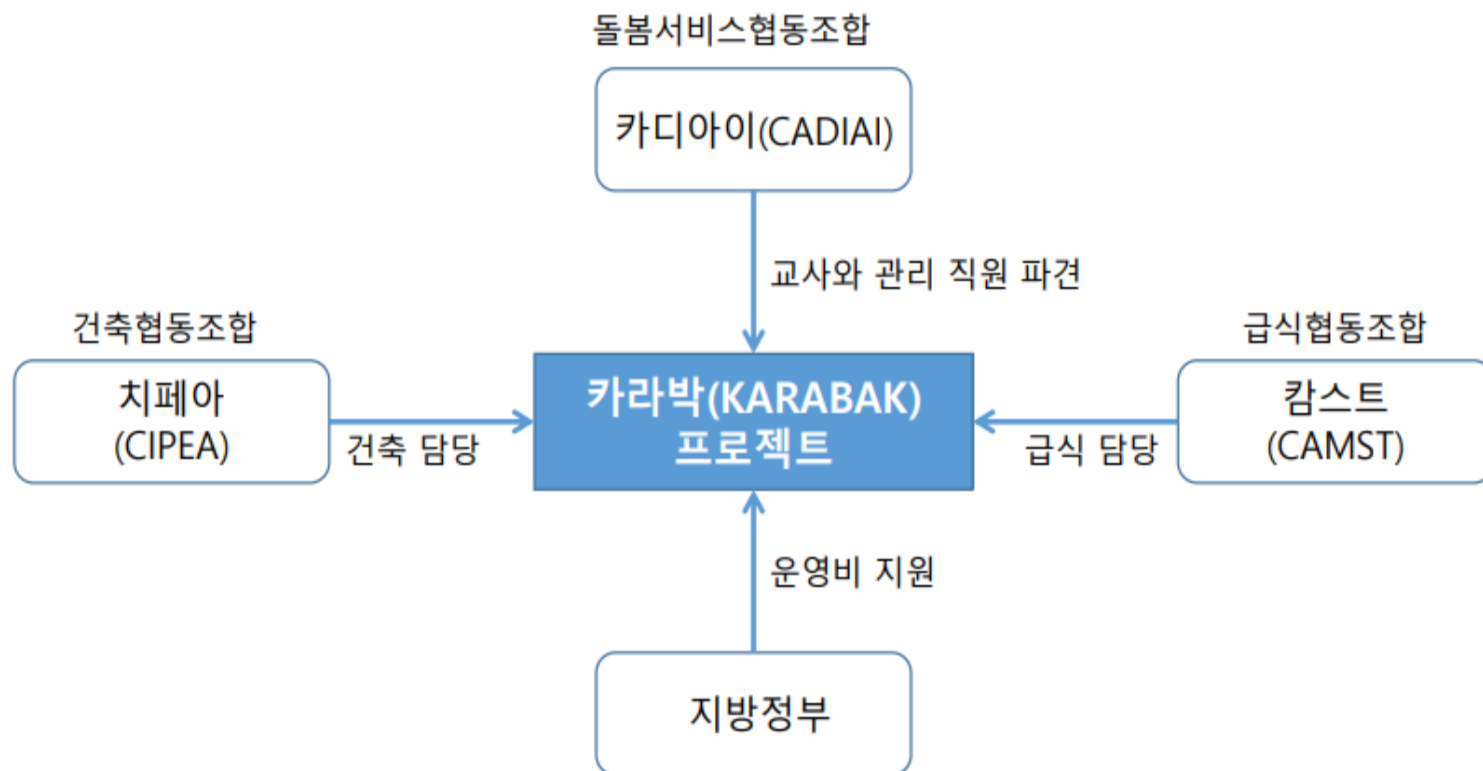 돌봄서비스협동조합
카디아이(CADIAI)
교사와 관리 직원 파견
건축협동조합
급식협동조합
치페아
(CIPEA)
건축 담당
카라박(KARABAK)
프로젝트
급식 담당
캄스트
(CAMST)
운영비 지원
지방정부